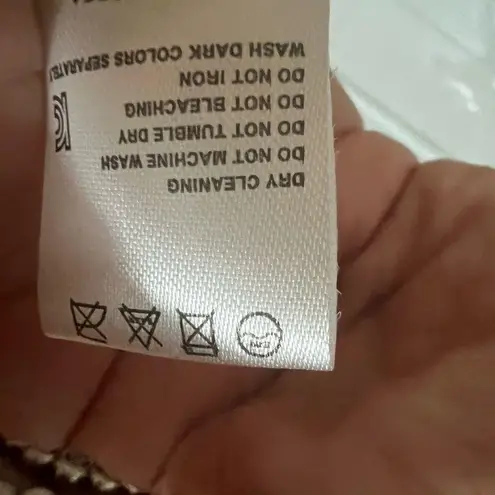 DRY CLEANING
DO NOT MACHINE WASH
DO NOT TUMBLE DRY
DO NOT BLEACHING
DO NOT IRON
WASH DARK COLORS SEPARATELY